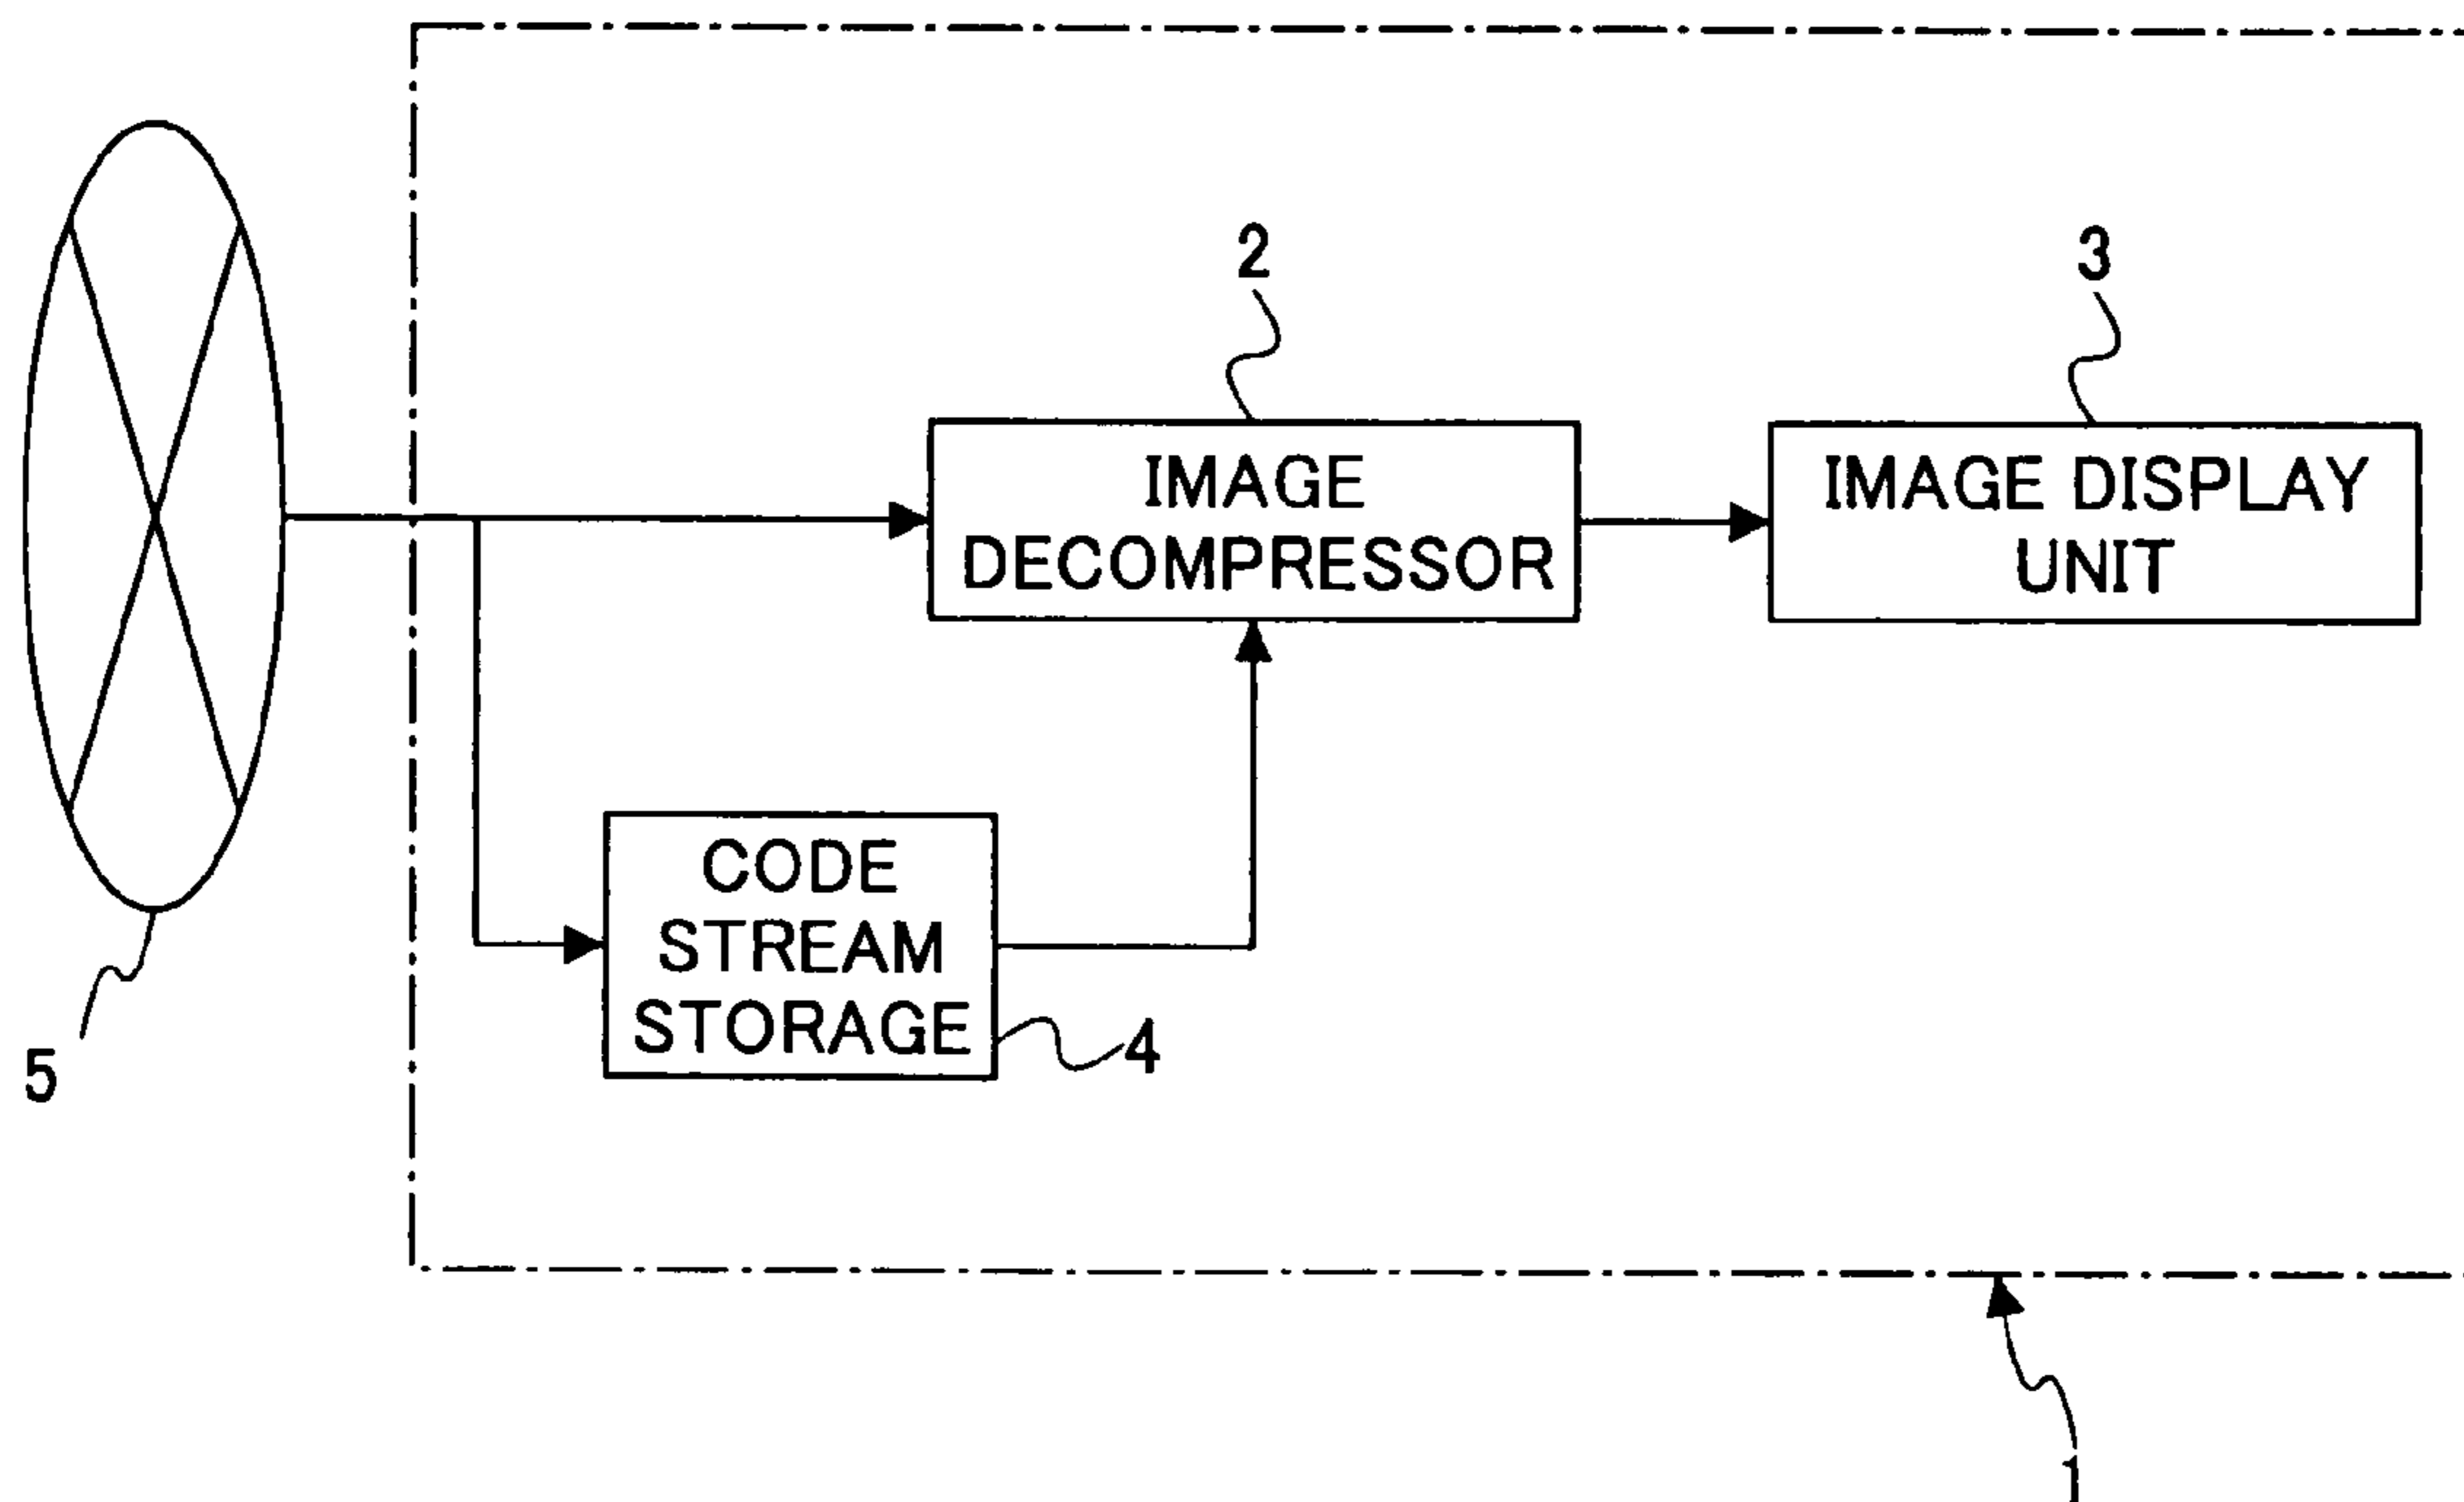 2
3
IMAGE
DECOMPRESSOR
IMAGE DISPLAY
UNIT
CODE
STREAM
STORAGE
4
5
1